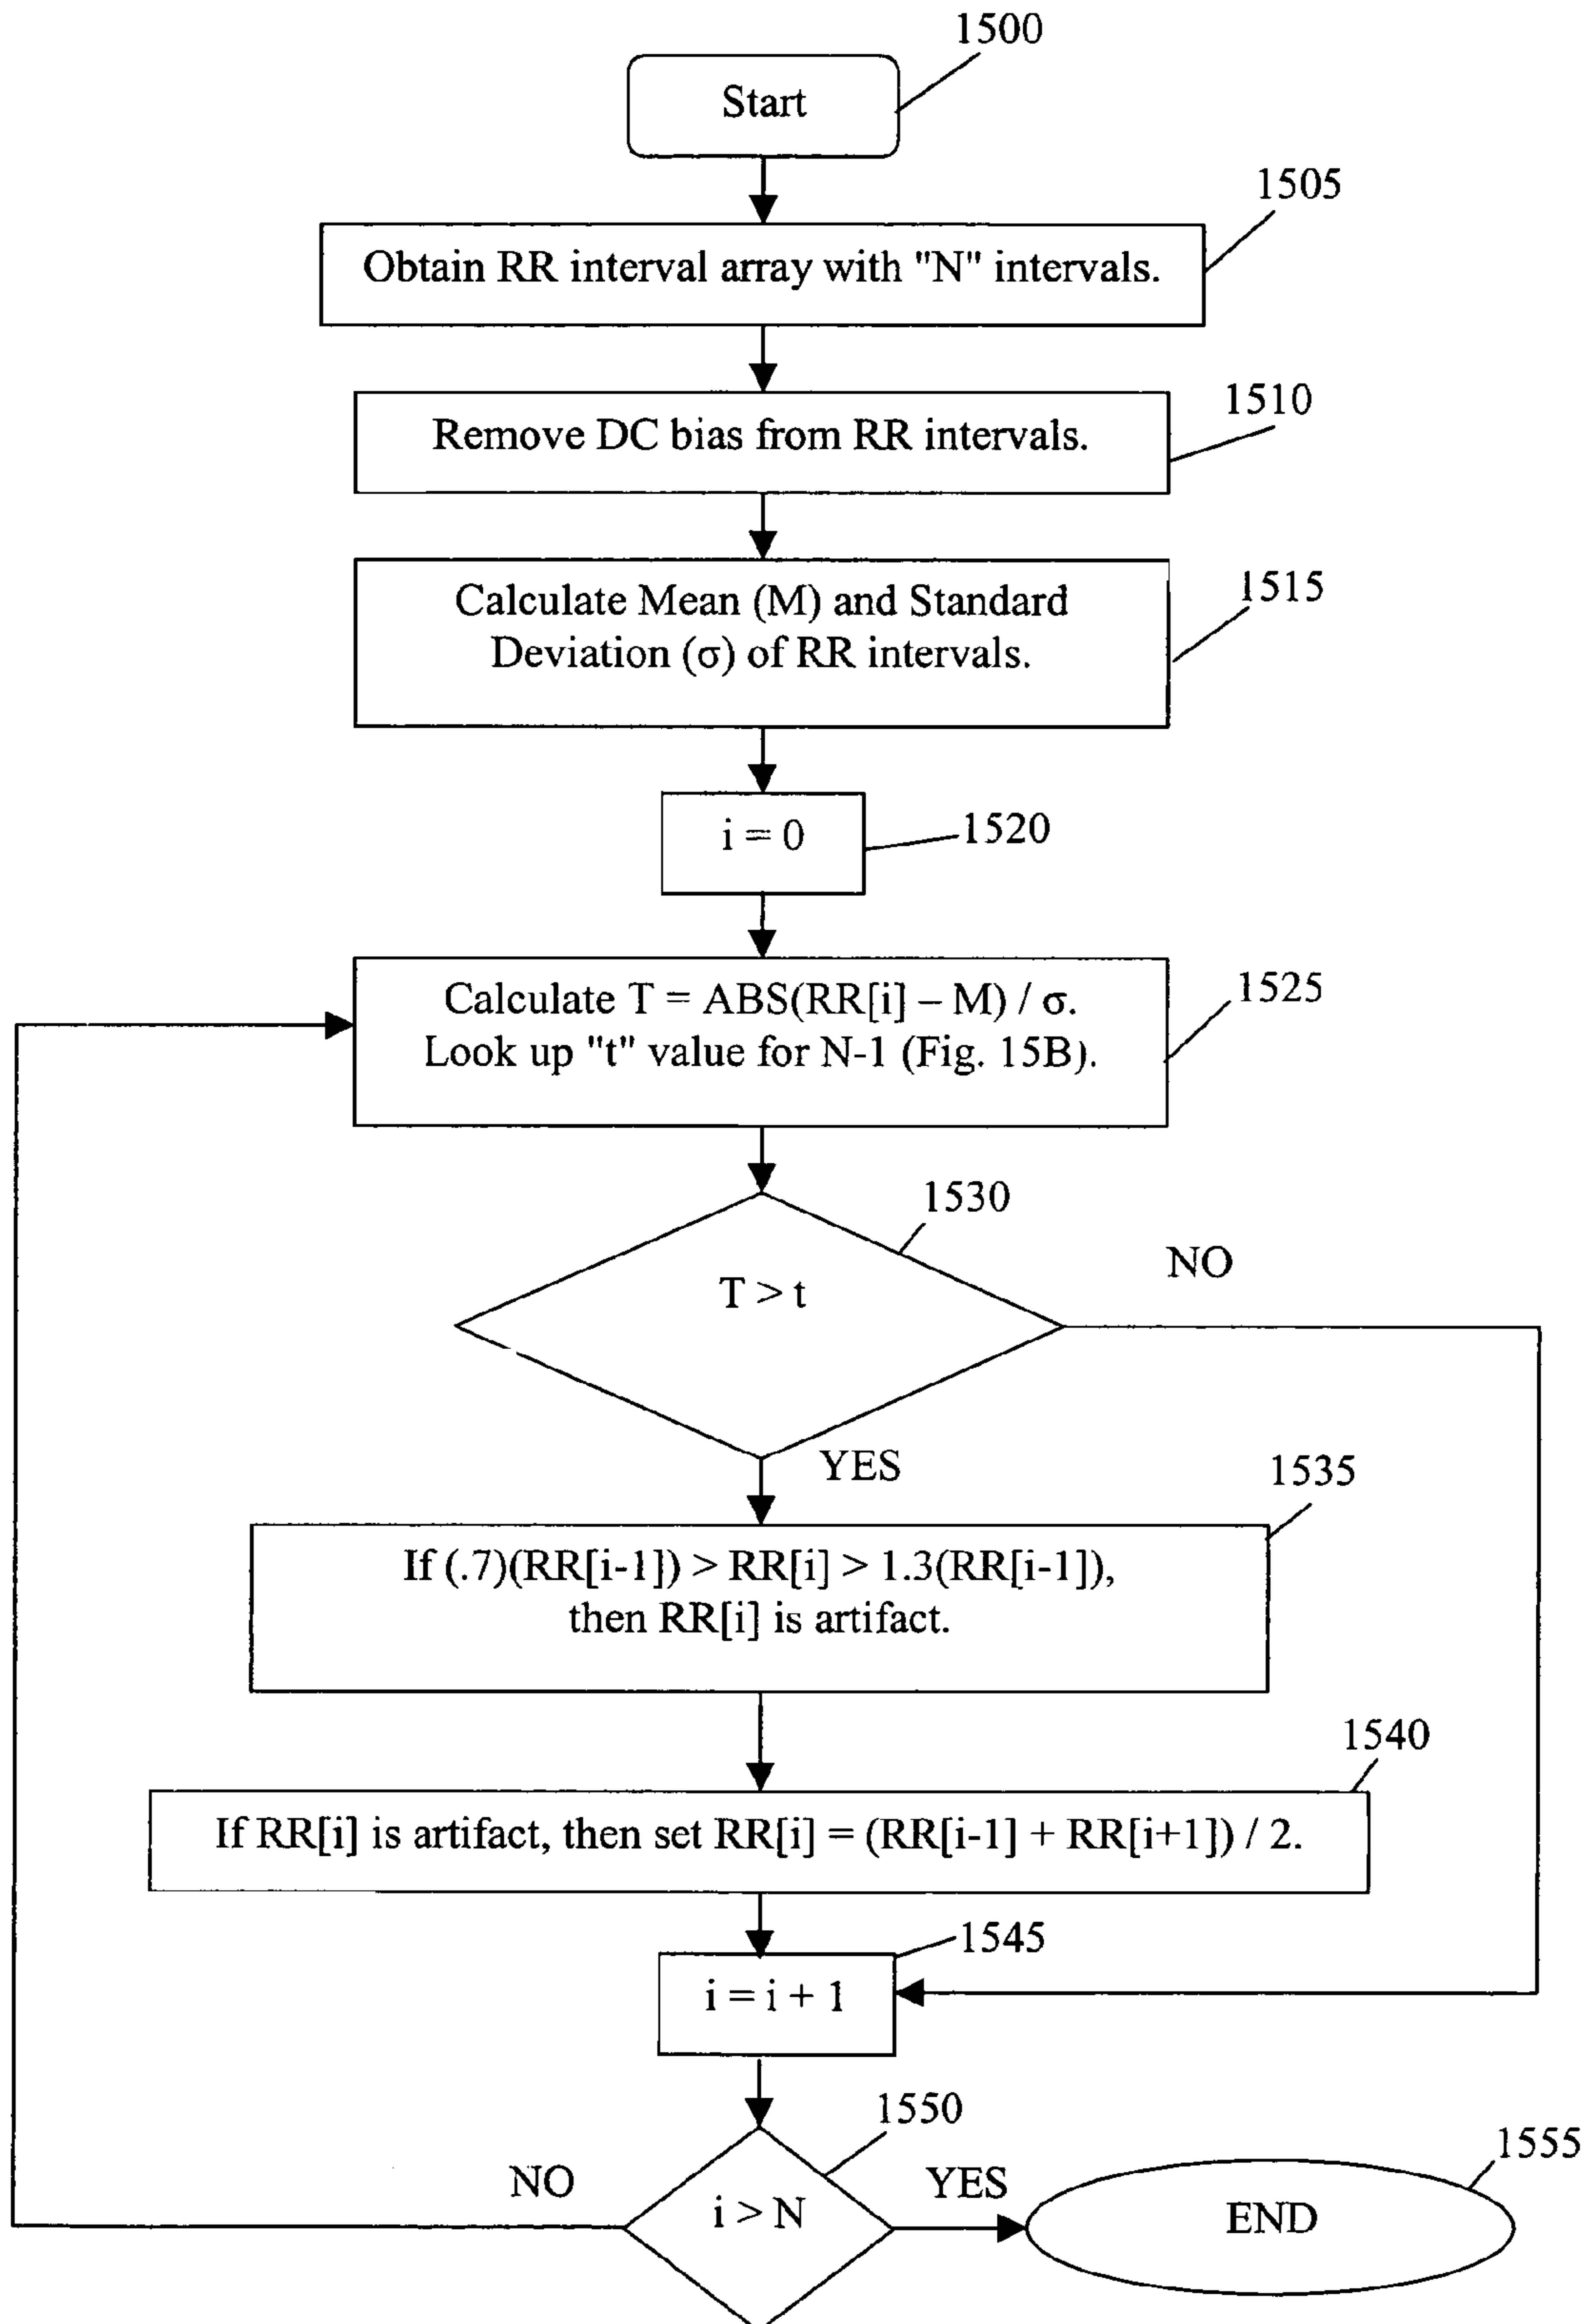 1500
Start
1505
Obtain RR interval array with "N" intervals.
1510
Remove DC bias from RR intervals.
1515
Calculate Mean (M) and Standard
Deviation (σ) of RR intervals.
i = 0
1520
1525
Calculate T = ABS(RR[i] – M) / σ.
Look up "t" value for N-1 (Fig. 15B).
1530
NO
T > t
YES
1535
If (.7)(RR[i-1]) > RR[i] > 1.3(RR[i-1]),
then RR[i] is artifact.
1540
If RR[i] is artifact, then set RR[i] = (RR[i-1] + RR[i+1]) / 2.
1545
i = i + 1
1550
1555
NO
YES
i > N
END